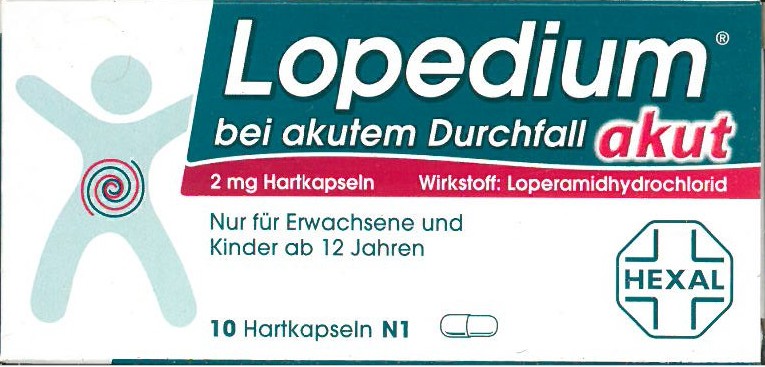 Lopedium®
bei akutem Durchfall akut
2 mg Hartkapseln Wirkstoff: Loperamidhydrochlorid
Nur für Erwachsene und
Kinder ab 12 Jahren
HEXAL
10 Hartkapseln N1